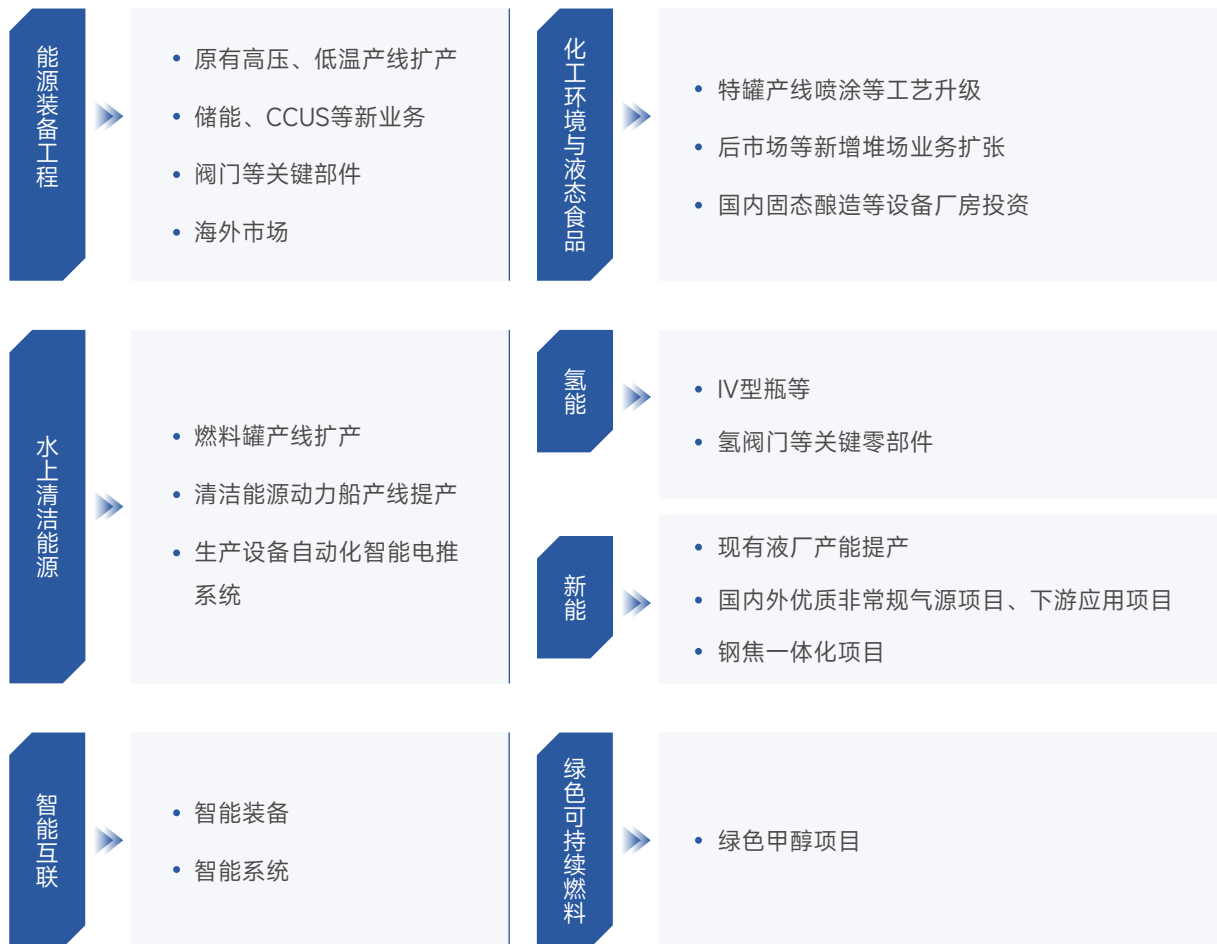 能源装备工程
原有高压、低温产线扩产
储能、CCUS等新业务
阀门等关键部件
海外市场
化工环境与液态食品
特罐产线喷涂等工艺升级
后市场等新增堆场业务扩张
国内固态酿造等设备厂房投资
水上清洁能源
燃料罐产线扩产
清洁能源动力船产线提产
生产设备自动化智能电推
系统
氢能
IV型瓶等
氢阀门等关键零部件
新能
现有液厂产能提产
国内外优质非常规气源项目、下游应用项目
钢焦一体化项目
智能互联
智能装备
智能系统
绿色可持续燃料
绿色甲醇项目